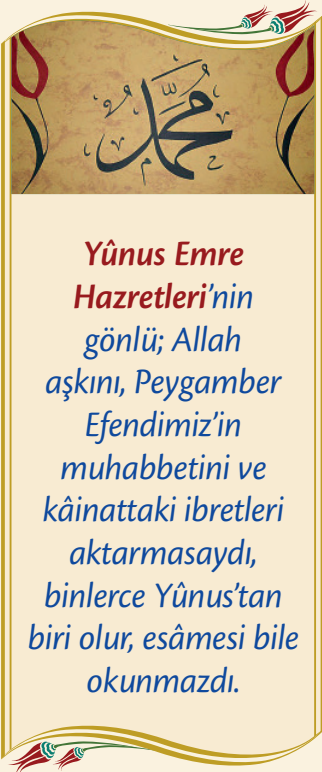 محمد
Yûnus Emre
Hazretleri’nin
gönlü; Allah
aşkını, Peygamber
Efendimiz’in
muhabbetini ve
kâinattaki ibretleri
aktarmasaydı,
binlerce Yûnus’tan
biri olur, esâmesi bile
okunmazdı.